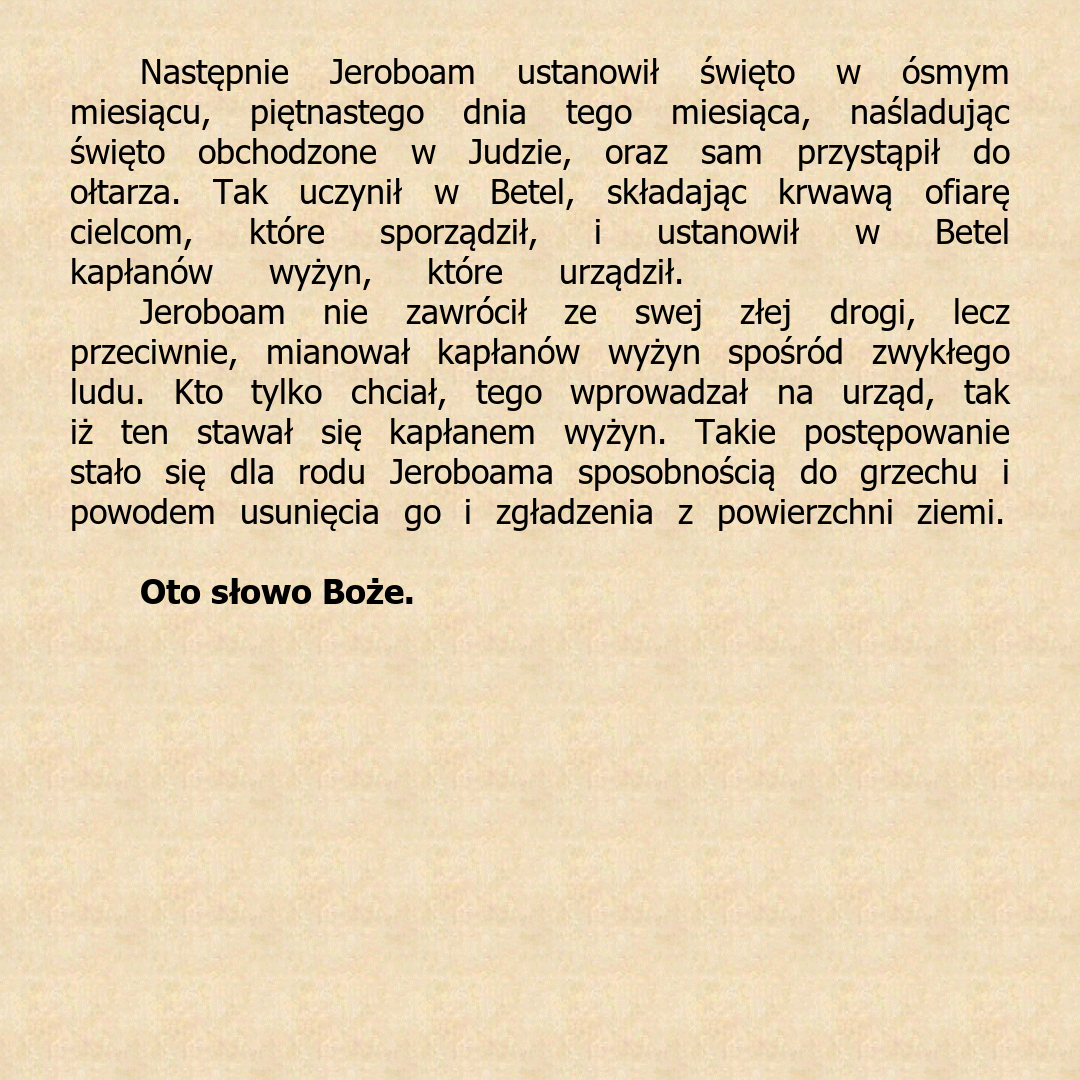 Następnie Jeroboam ustanowił święto w ósmym
miesiącu, piętnastego dnia tego miesiąca, naśladując
święto obchodzone w Judzie, oraz sam przystąpił do
ołtarza. Tak uczynił w Betel, składając krwawą ofiarę
cielcom, które sporządził, i ustanowił w Betel
kapłanów wyżyn, które urządził.
Jeroboam nie zawrócił ze swej złej drogi, lecz
przeciwnie, mianował kapłanów wyżyn spośród zwykłego
ludu. Kto tylko chciał, tego wprowadzał na urząd, tak
iż ten stawał się kapłanem wyżyn. Takie postępowanie
stało się dla rodu Jeroboama sposobnością do grzechu i
powodem usunięcia go i zgładzenia z powierzchni ziemi.
Oto słowo Boże.